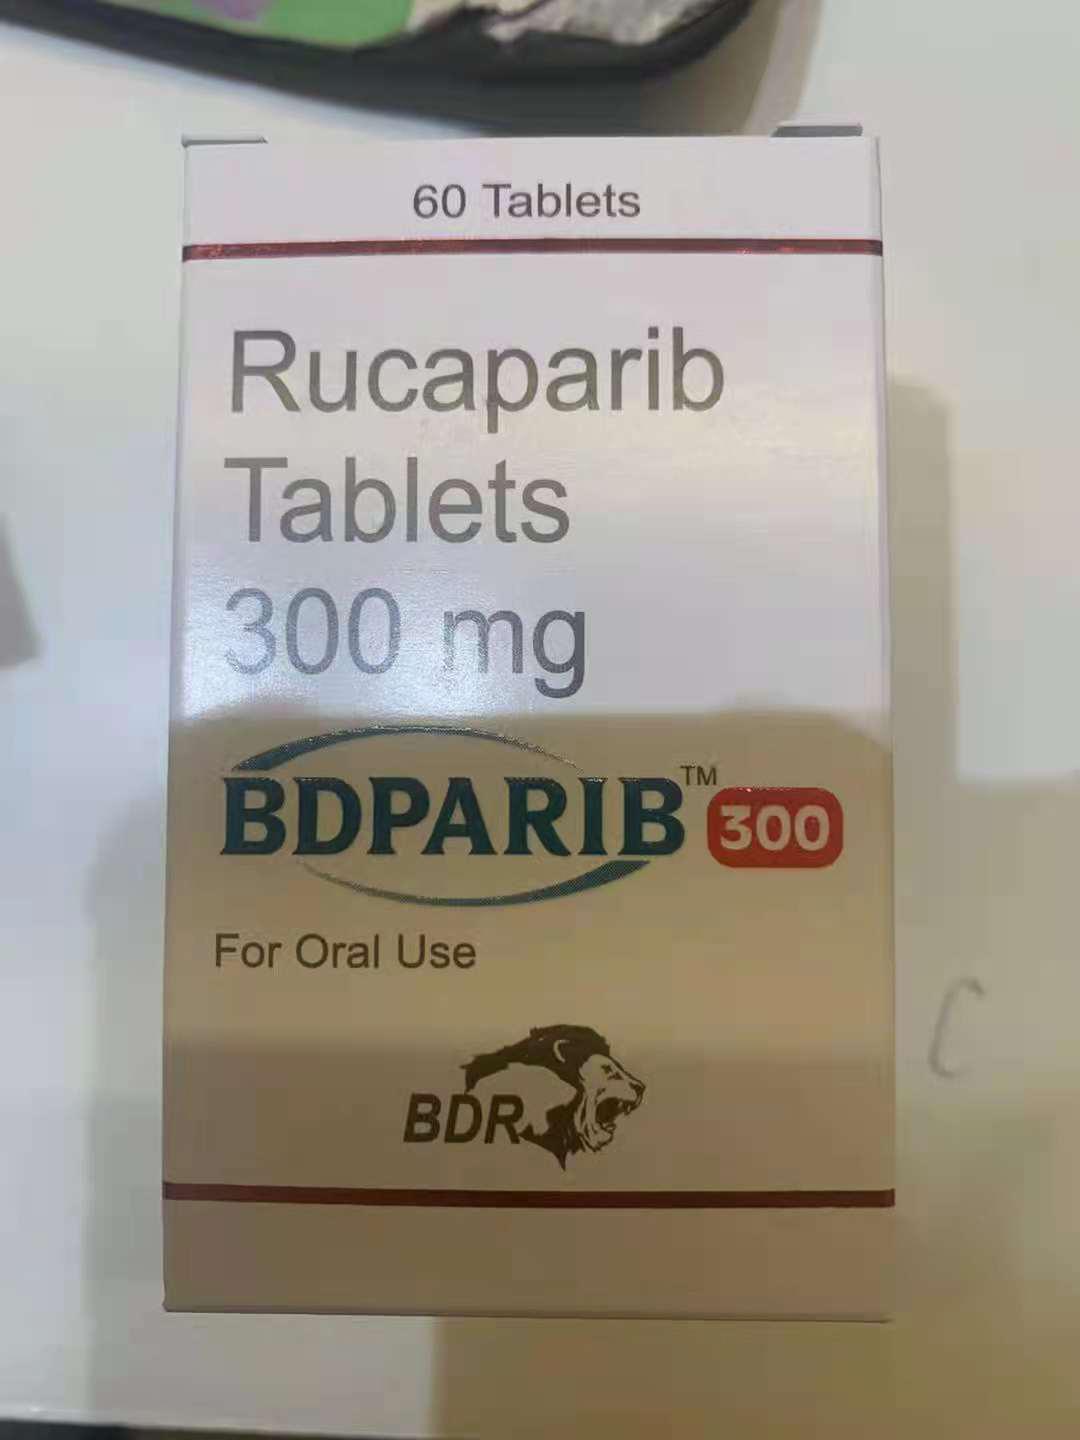 60 Tablets
Rucaparib
Tablets
300 mg
BDPARIB™ 300
For Oral Use
BDR
C